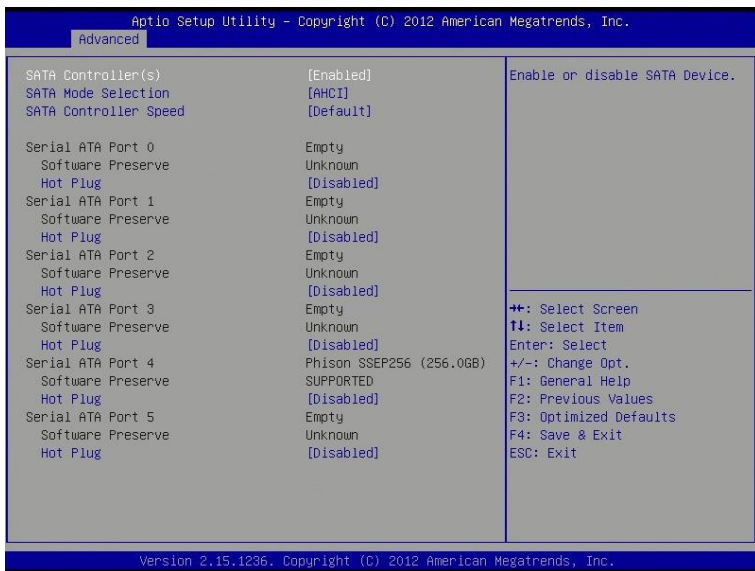 Aptio Setup Utility – Copyright (C) 2012 American Megatrends, Inc.
Advanced
SATA Controller(s) [Enabled]
SATA Mode Selection [AHCI]
SATA Controller Speed [Default]
Serial ATA Port 0 Empty
Software Preserve Unknown
Hot Plug [Disabled]
Serial ATA Port 1 Empty
Software Preserve Unknown
Hot Plug [Disabled]
Serial ATA Port 2 Empty
Software Preserve Unknown
Hot Plug [Disabled]
Serial ATA Port 3 Empty
Software Preserve Unknown
Hot Plug [Disabled]
Serial ATA Port 4 Phison SSEP256 (256.0GB)
Software Preserve SUPPORTED
Hot Plug [Disabled]
Serial ATA Port 5 Empty
Software Preserve Unknown
Hot Plug [Disabled]
Enable or disable SATA Device.
→←: Select Screen
↑↓: Select Item
Enter: Select
+/-: Change Opt.
F1: General Help
F2: Previous Values
F3: Optimized Defaults
F4: Save & Exit
ESC: Exit
Version 2.15.1236. Copyright (C) 2012 American Megatrends, Inc.